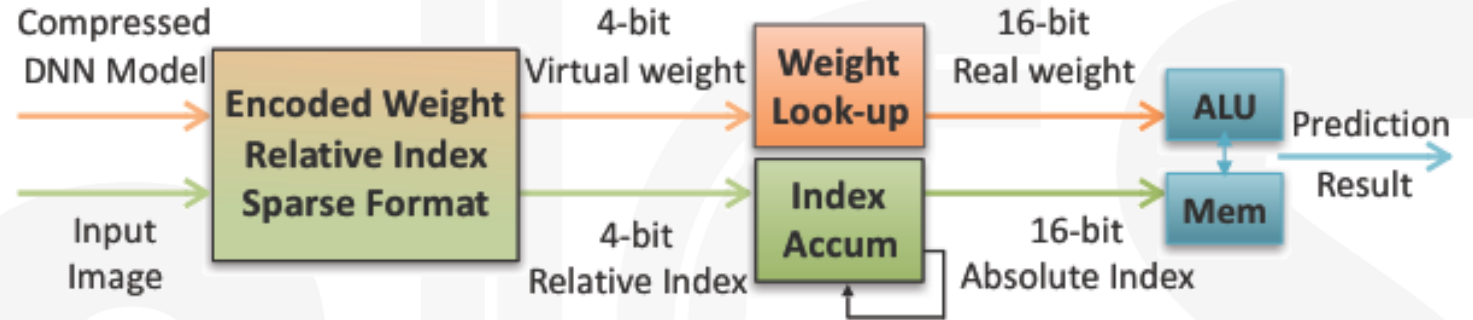 Compressed
DNN Model
Input
Image
Encoded Weight
Relative Index
Sparse Format
4-bit
Virtual weight
4-bit
Relative Index
Weight
Look-up
Index
Accum
16-bit
Real weight
16-bit
Absolute Index
ALU
Mem
Prediction
Result